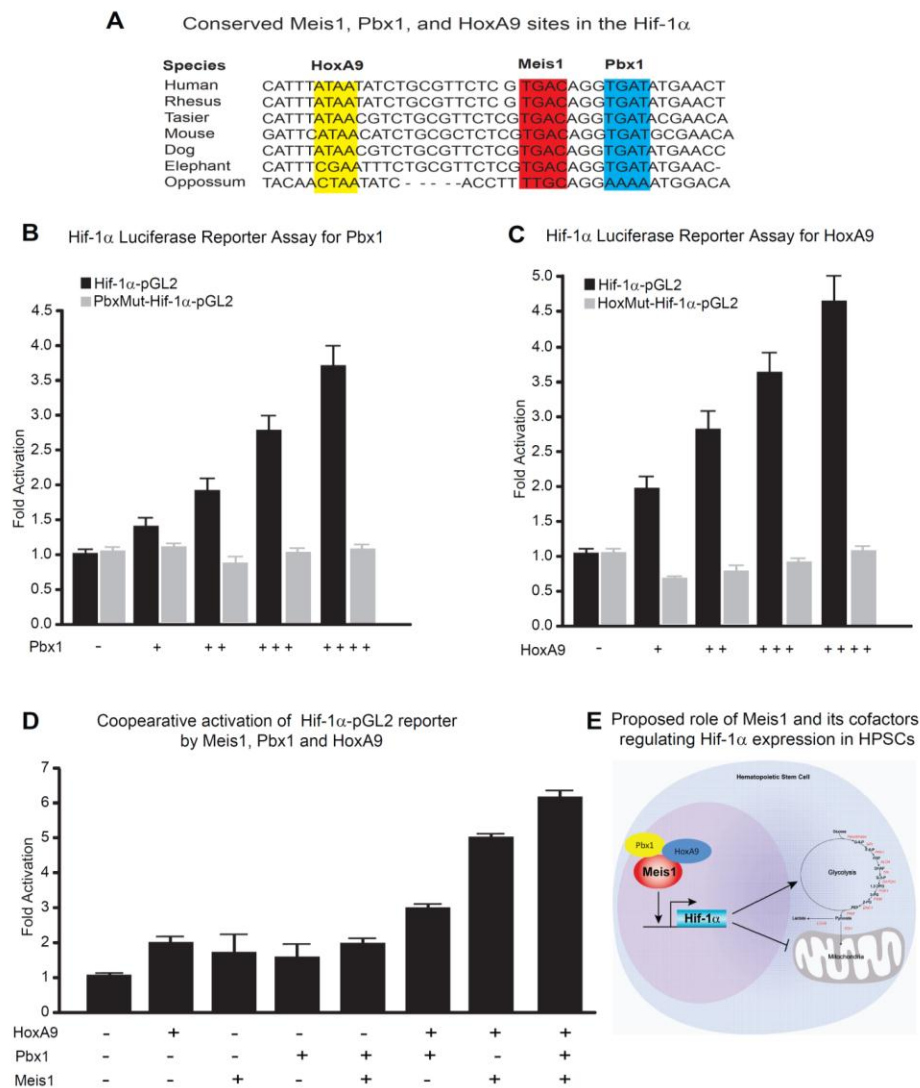 A Conserved Meis1, Pbx1, and HoxA9 sites in the Hif-1α
Species HoxA9 Meis1 Pbx1
Human CATTTATAATATCTGCGTTCTC GTGACAGGTGATATGAACT
Rhesus CATTTATAATATCTGCGTTCTC GTGACAGGTGATATGAACT
Tasier CATTTATAACGTCTGCGTTCTCGTGACAGGTGATACGAACA
Mouse GATTCATAACATCTGCGCTCTCGTGACAGGTGATGCGAACA
Dog CATTTATAACGTCTGCGTTCTCGTGACAGGTGATATGAACC
Elephant CATTTCGAATTTCTGCGTTCTCGTGACAGGTGATATGAAC-
Oppossum TACAACTAATATC - - - - -ACCTTTTGCAGGAAAAATGGACA
B Hif-1α Luciferase Reporter Assay for Pbx1
Hif-1α-pGL2
PbxMut-Hif-1α-pGL2
4.5
4.0
3.5
3.0
2.5
2.0
1.5
1.0
0.5
0.0
Fold Activation
Pbx1 - + + + + + + + + + +
C Hif-1α Luciferase Reporter Assay for HoxA9
Hif-1α-pGL2
HoxMut-Hif-1α-pGL2
5.0
4.5
4.0
3.5
3.0
2.5
2.0
1.5
1.0
0.5
0.0
Fold Activation
HoxA9 - + + + + + + + + + +
D Coopearative activation of Hif-1α-pGL2 reporter
by Meis1, Pbx1 and HoxA9
7
6
5
4
3
2
1
0
Fold Activation
HoxA9 - + - - - + + +
Pbx1 - - - + + + - +
Meis1 - - + - + - + +
E Proposed role of Meis1 and its cofactors
regulating Hif-1α expression in HPSCs
Hematopoietic Stem Cell
Pbx1
HoxA9
Meis1
Hif-1α
Glycolysis
Lactate
Pyruvate
Mitochondria